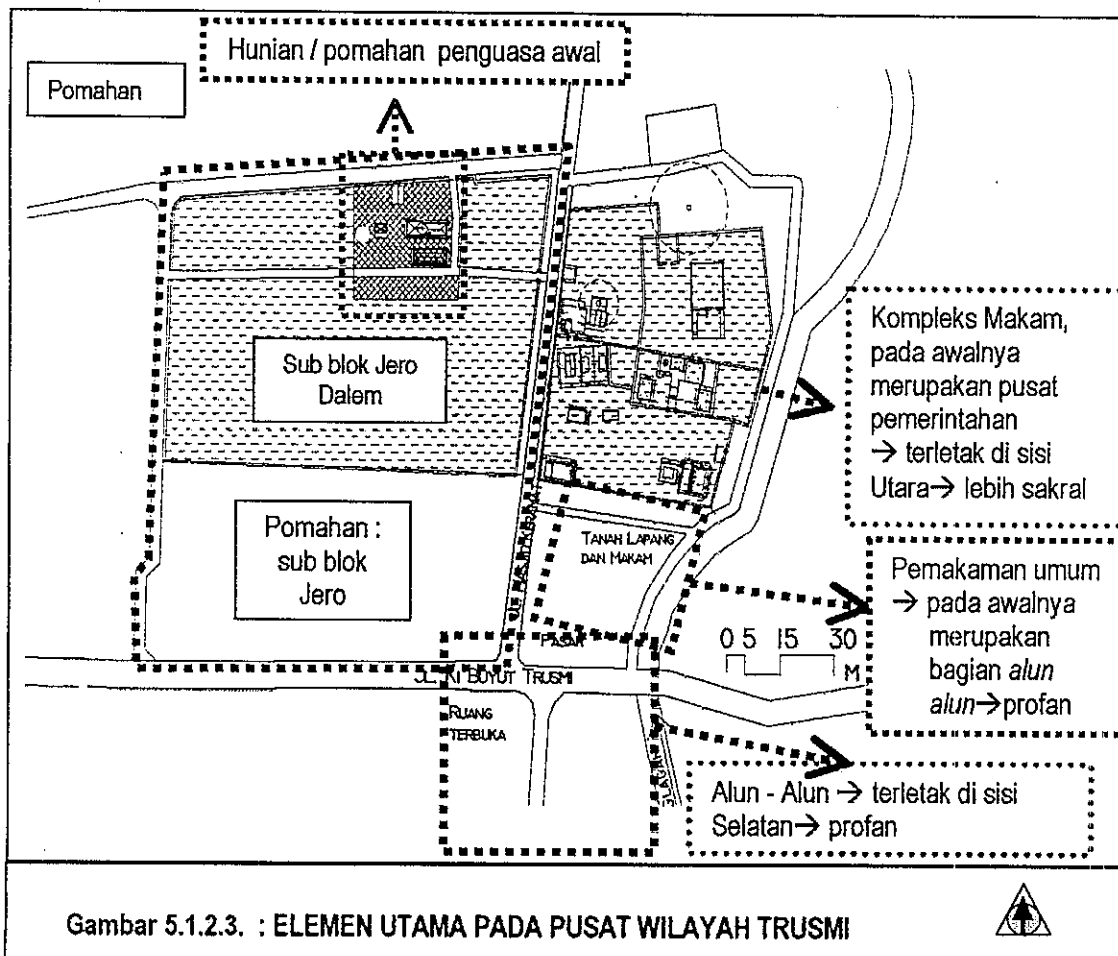 Hunian / pomahan penguasa awal
Pomahan
Sub blok Jero
Dalem
Pomahan :
sub blok
Jero
Kompleks Makam,
pada awalnya
merupakan pusat
pemerintahan
→ terletak di sisi
Utara→ lebih sakral
TANAH LAPANG
DAN MAKAM
Pemakaman umum
→ pada awalnya
merupakan
bagian alun
alun→profan
0 5 15 30
M
PASAR
JL. KI BUYUT TRUSMI
RUANG
TERBUKA
Alun - Alun → terletak di sisi
Selatan→ profan
Gambar 5.1.2.3. : ELEMEN UTAMA PADA PUSAT WILAYAH TRUSMI